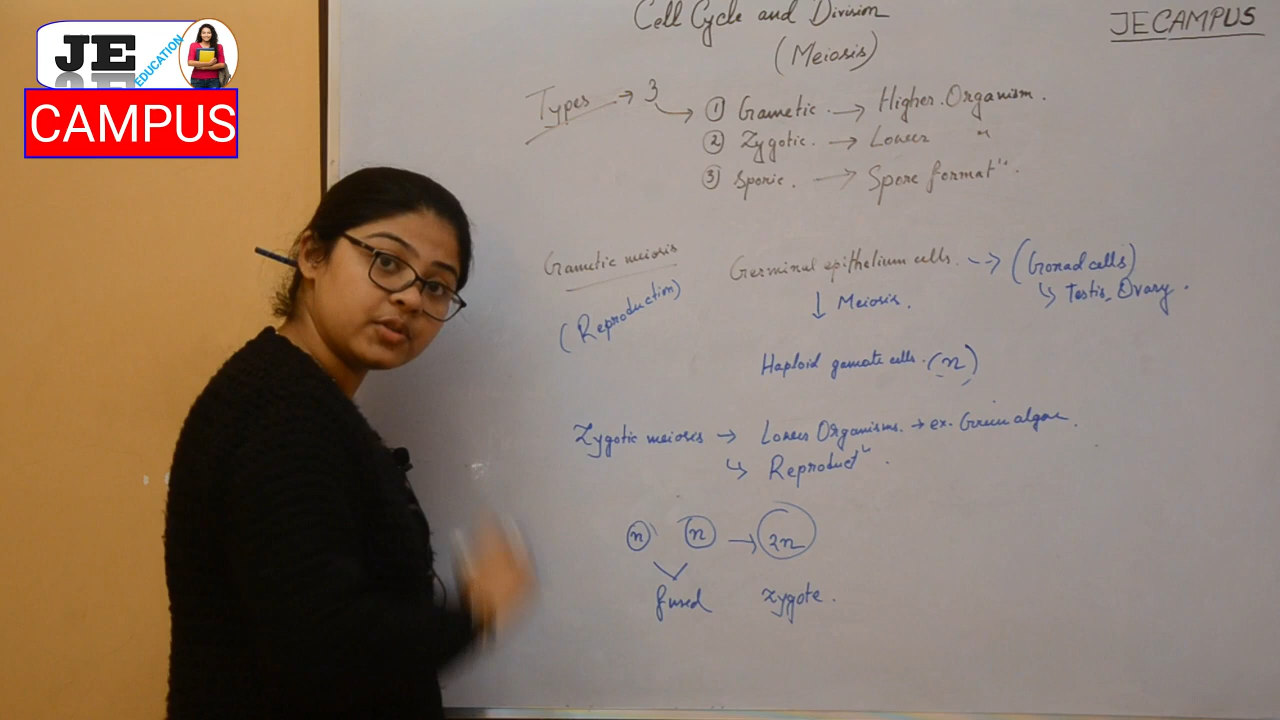 JE
EDUCATION
CAMPUS
Cell Cycle and Division
(Meiosis)
JECAMPUS
Types → 3
① Gametic. → Higher Organism.
② Zygotic. → Lower "
③ Sporic. → Spore format".
Gametic meiosis
(Reproduction)
Germinal epithelium cells. → (Gonad cells)
↳ Testis, Ovary.
↓ Meiosis.
Haploid gamate cells. (n)
Zygotic meioses → Lower Organisms. → ex. Green algae.
↳ Reproduct".
n n → 2n
fused zygote.